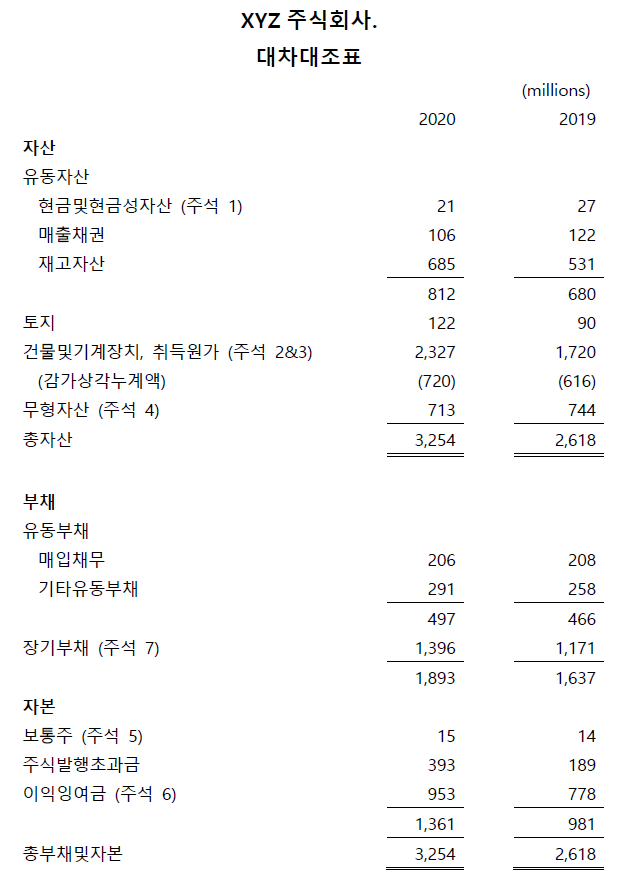 XYZ 주식회사.
대차대조표
(millions)
2020 2019
자산
유동자산
현금및현금성자산 (주석 1) 21 27
매출채권 106 122
재고자산 685 531
812 680
토지 122 90
건물및기계장치, 취득원가 (주석 2&3) 2,327 1,720
(감가상각누계액) (720) (616)
무형자산 (주석 4) 713 744
총자산 3,254 2,618
부채
유동부채
매입채무 206 208
기타유동부채 291 258
497 466
장기부채 (주석 7) 1,396 1,171
1,893 1,637
자본
보통주 (주석 5) 15 14
주식발행초과금 393 189
이익잉여금 (주석 6) 953 778
1,361 981
총부채및자본 3,254 2,618